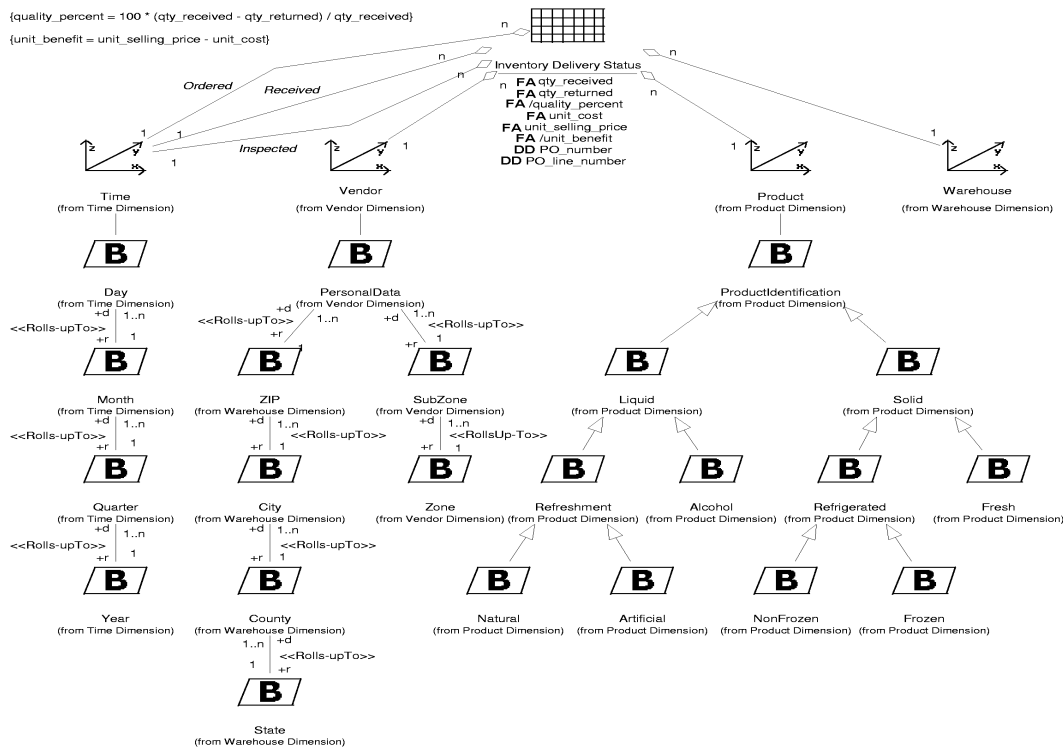 {quality_percent = 100 * (qty_received - qty_returned) / qty_received}
{unit_benefit = unit_selling_price - unit_cost}
n
n
n
n
n
n
Inventory Delivery Status
FA qty_received
FA qty_returned
FA /quality_percent
FA unit_cost
FA unit_selling_price
FA /unit_benefit
DD PO_number
DD PO_line_number
Ordered
Received
Inspected
1
1
1
1
1
1
z y x
z y x
z y x
z y x
Time
(from Time Dimension)
Vendor
(from Vendor Dimension)
Product
(from Product Dimension)
Warehouse
(from Warehouse Dimension)
B
B
B
Day
(from Time Dimension)
PersonalData
(from Vendor Dimension)
ProductIdentification
(from Product Dimension)
+d 1..n
<<Rolls-upTo>>
+r 1
+d 1..n
<<Rolls-upTo>>
+r 1
+d 1..n
<<Rolls-upTo>>
+r 1
B
B
B
B
B
Month
(from Time Dimension)
ZIP
(from Warehouse Dimension)
SubZone
(from Vendor Dimension)
Liquid
(from Product Dimension)
Solid
(from Product Dimension)
+d 1..n
<<Rolls-upTo>>
+r 1
+d 1..n
<<Rolls-upTo>>
+r 1
+d 1..n
<<RollsUp-To>>
+r 1
B
B
B
B
B
B
B
Quarter
(from Time Dimension)
City
(from Warehouse Dimension)
Zone
(from Vendor Dimension)
Refreshment
(from Product Dimension)
Alcohol
(from Product Dimension)
Refrigerated
(from Product Dimension)
Fresh
(from Product Dimension)
+d 1..n
<<Rolls-upTo>>
+r 1
+d 1..n
<<Rolls-upTo>>
+r 1
B
B
B
B
B
B
Year
(from Time Dimension)
County
(from Warehouse Dimension)
Natural
(from Product Dimension)
Artificial
(from Product Dimension)
NonFrozen
(from Product Dimension)
Frozen
(from Product Dimension)
1..n +d
<<Rolls-upTo>>
1 +r
B
State
(from Warehouse Dimension)